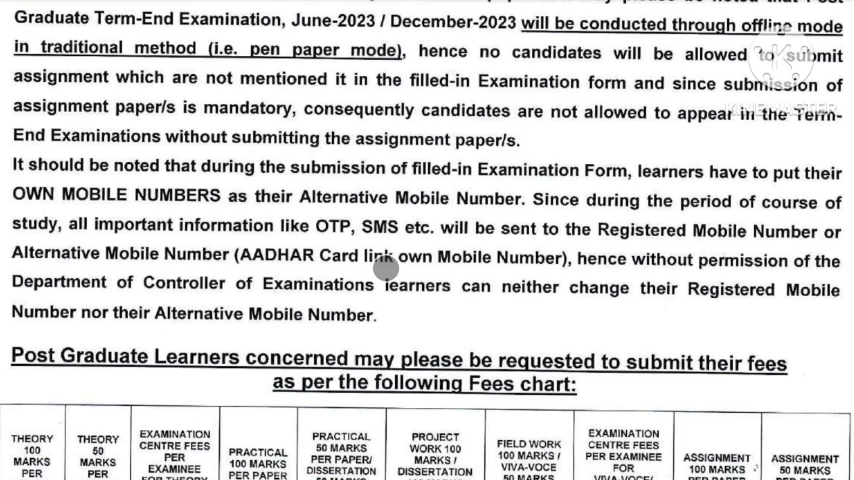 Graduate Term-End Examination, June-2023 / December-2023 will be conducted through offline mode
in traditional method (i.e. pen paper mode), hence no candidates will be allowed to submit
assignment which are not mentioned it in the filled-in Examination form and since submission of
assignment paper/s is mandatory, consequently candidates are not allowed to appear in the Term-
End Examinations without submitting the assignment paper/s.
It should be noted that during the submission of filled-in Examination Form, learners have to put their
OWN MOBILE NUMBERS as their Alternative Mobile Number. Since during the period of course of
study, all important information like OTP, SMS etc. will be sent to the Registered Mobile Number or
Alternative Mobile Number (AADHAR Card link own Mobile Number), hence without permission of the
Department of Controller of Examinations learners can neither change their Registered Mobile
Number nor their Alternative Mobile Number.
Post Graduate Learners concerned may please be requested to submit their fees
as per the following Fees chart:
THEORY
100
MARKS
PER
THEORY
50
MARKS
PER
EXAMINATION
CENTRE FEES
PER
EXAMINEE
FOR THEORY
PRACTICAL
100 MARKS
PER PAPER
PRACTICAL
50 MARKS
PER PAPER/
DISSERTATION
50 MARKS
PROJECT
WORK 100
MARKS /
DISSERTATION
FIELD WORK
100 MARKS /
VIVA-VOCE
50 MARKS
EXAMINATION
CENTRE FEES
PER EXAMINEE
FOR
VIVA-VOCE/
ASSIGNMENT
100 MARKS
PER PAPER
ASSIGNMENT
50 MARKS
PER PAPER
KINEMASTER